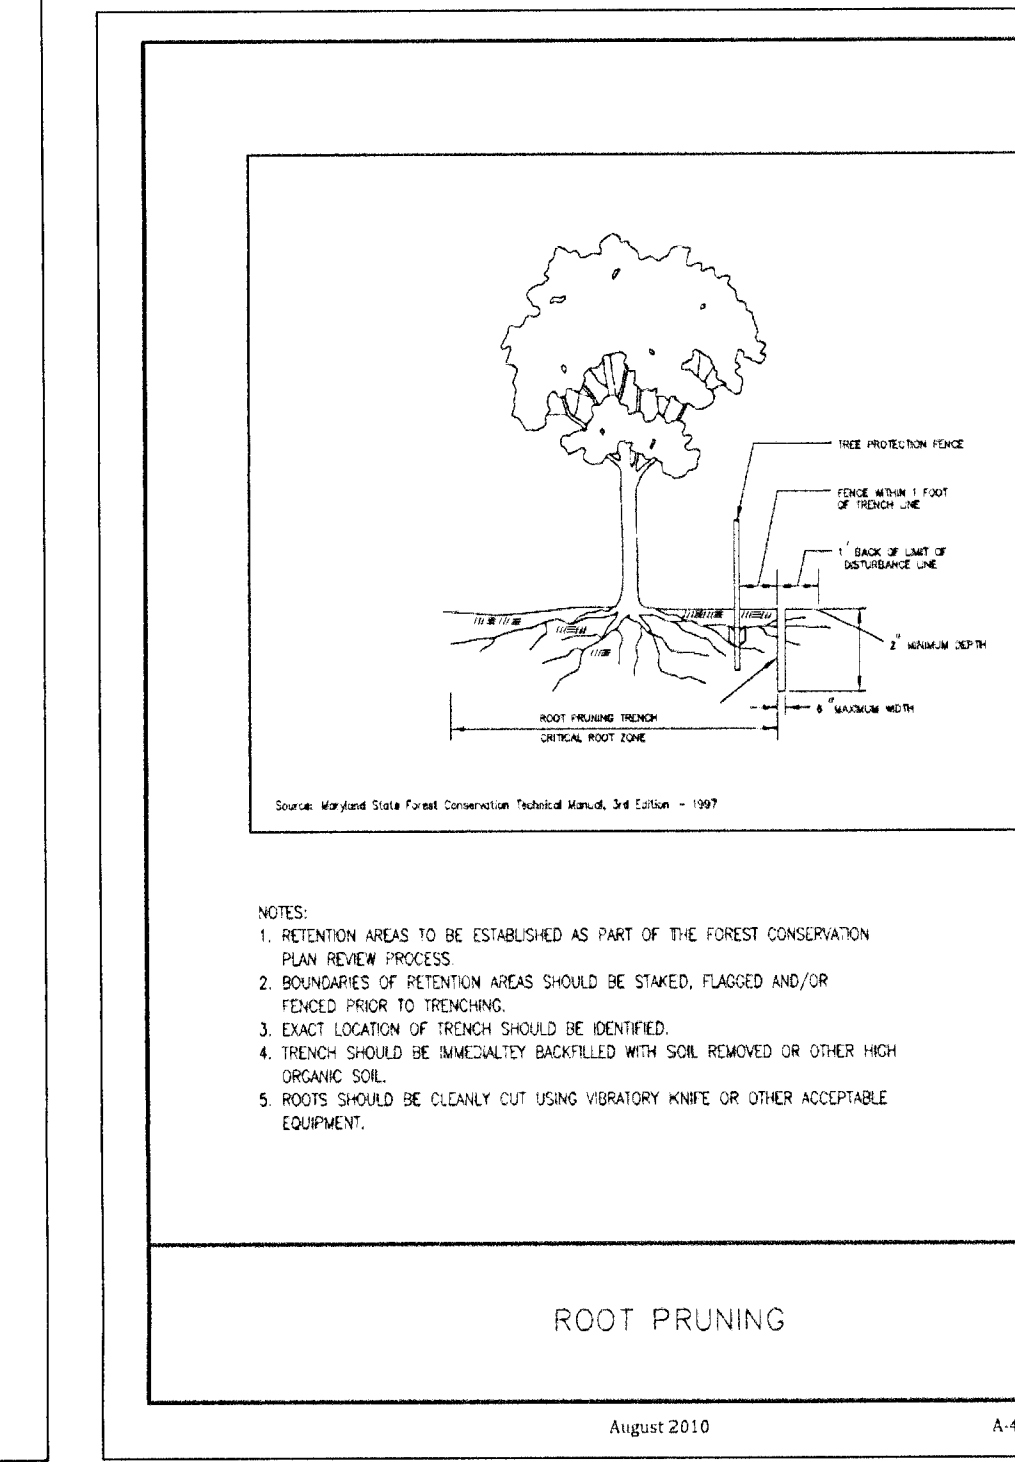 TREE PROTECTION FENCE
FENCE WITHIN 1 FOOT
OF TRENCH LINE
1' BACK OF LIMIT OF
DISTURBANCE LINE
2" MINIMUM DEPTH
6" MAXIMUM WIDTH
ROOT PRUNING TRENCH
CRITICAL ROOT ZONE
Source: Maryland State Forest Conservation Technical Manual, 3rd Edition - 1997
NOTES:
1. RETENTION AREAS TO BE ESTABLISHED AS PART OF THE FOREST CONSERVATION
PLAN REVIEW PROCESS.
2. BOUNDARIES OF RETENTION AREAS SHOULD BE STAKED, FLAGGED AND/OR
FENCED PRIOR TO TRENCHING.
3. EXACT LOCATION OF TRENCH SHOULD BE IDENTIFIED.
4. TRENCH SHOULD BE IMMEDIALTEY BACKFILLED WITH SOIL REMOVED OR OTHER HIGH
ORGANIC SOIL.
5. ROOTS SHOULD BE CLEANLY CUT USING VIBRATORY KNIFE OR OTHER ACCEPTABLE
EQUIPMENT.
ROOT PRUNING
August 2010
A-4